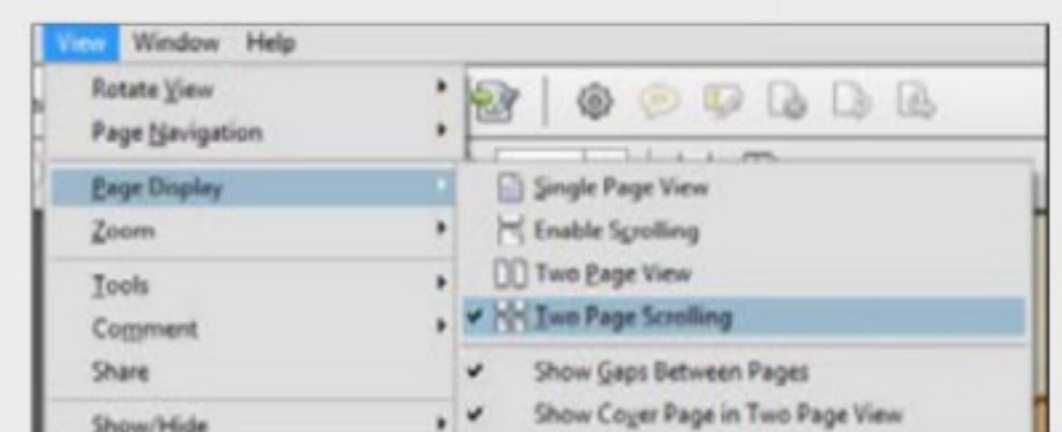 View Window Help
Rotate View
Page Navigation
Page Display
Zoom
Tools
Comment
Share
Show/Hide
Single Page View
Enable Scrolling
Two Page View
Two Page Scrolling
Show Gaps Between Pages
Show Cover Page in Two Page View